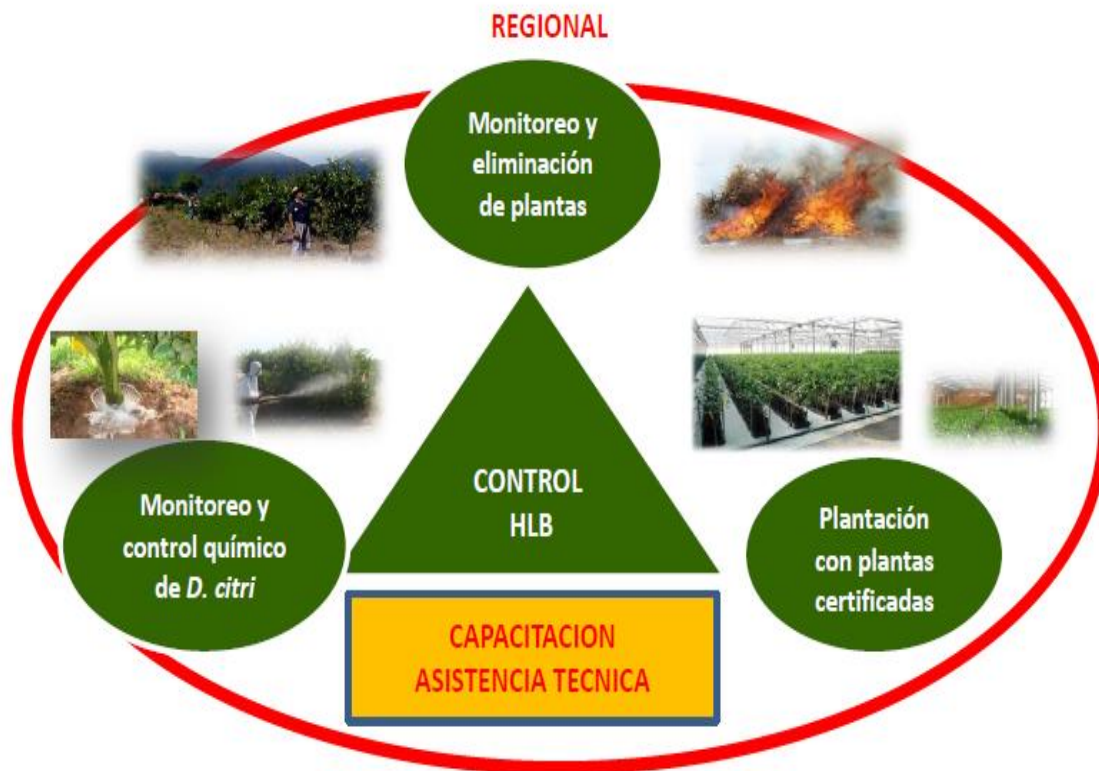 REGIONAL
Monitoreo y
eliminación
de plantas
CONTROL
HLB
Monitoreo y
control químico
de D. citri
Plantación
con plantas
certificadas
CAPACITACION
ASISTENCIA TECNICA